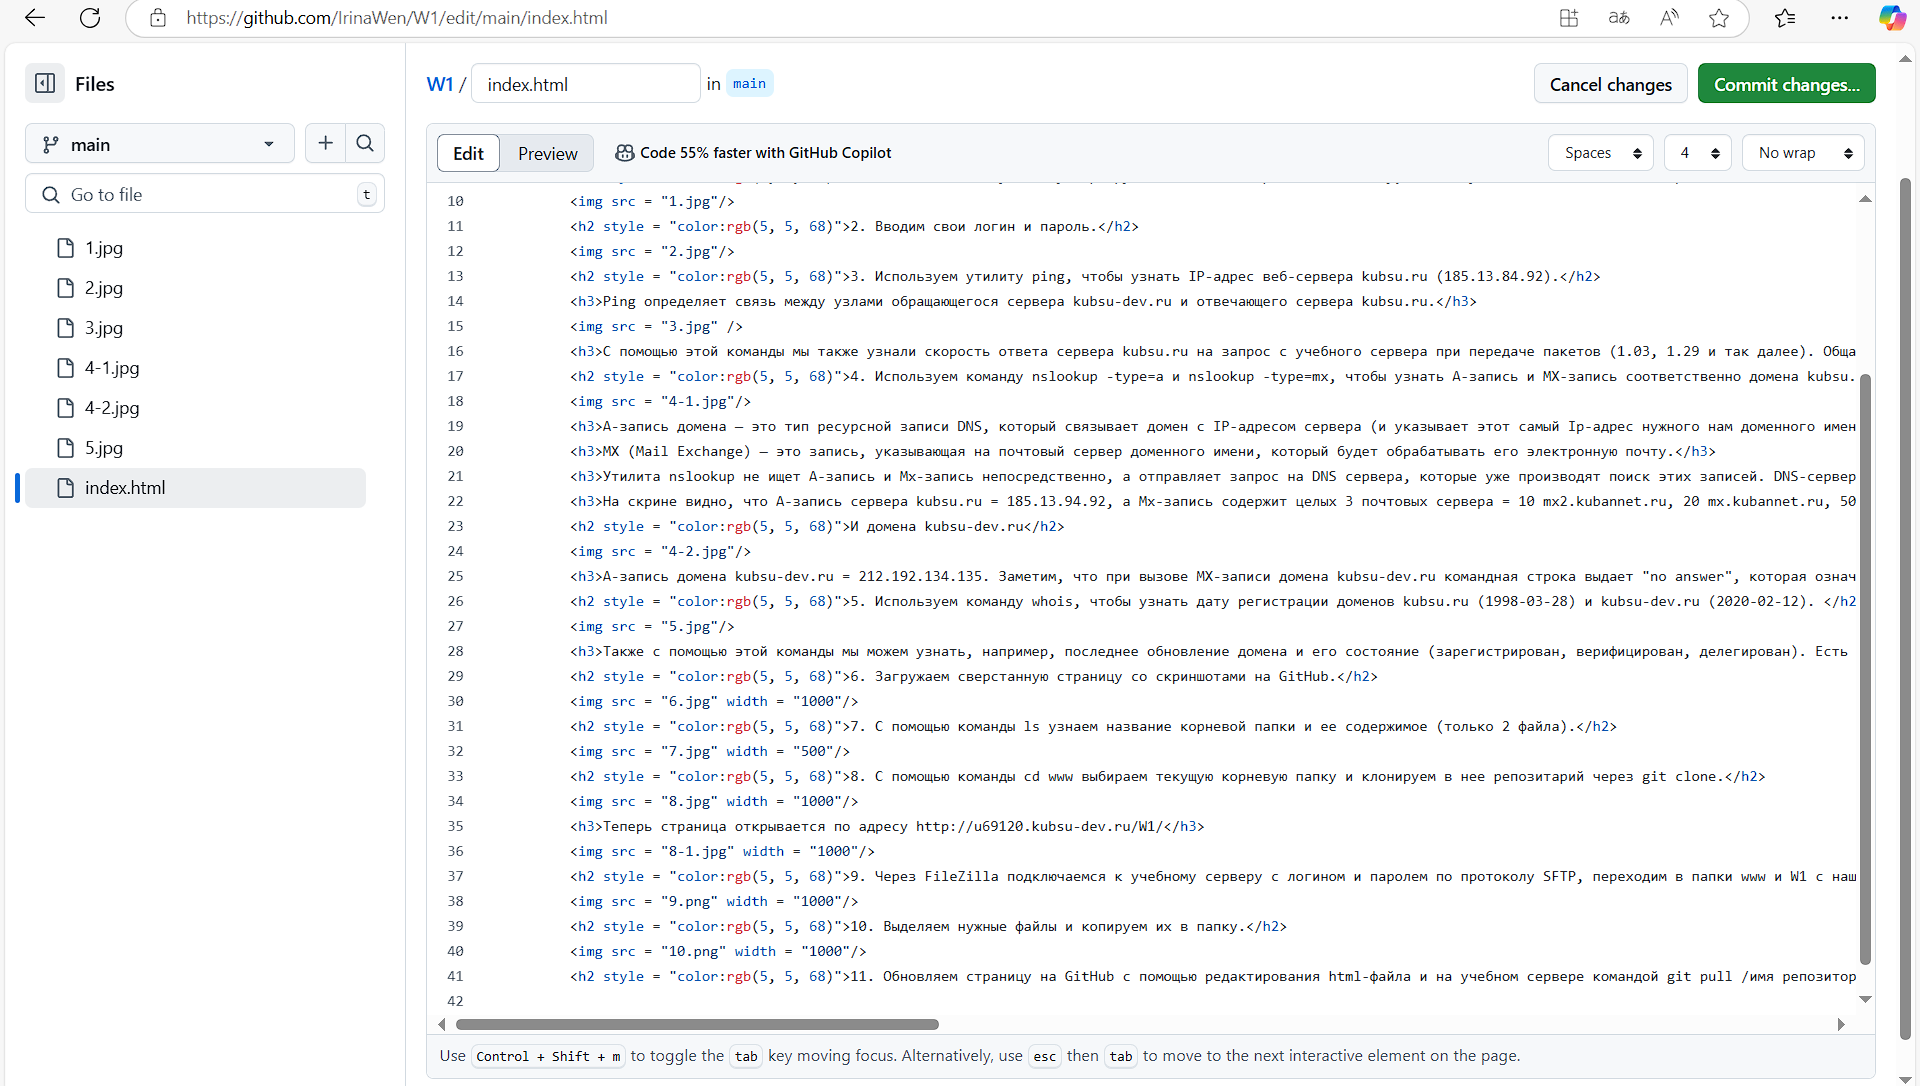 https://github.com/IrinaWen/W1/edit/main/index.html
Files
W1 / index.html in main
Cancel changes
Commit changes...
main
Edit
Preview
Code 55% faster with GitHub Copilot
Spaces
4
No wrap
Go to file
t
1.jpg
2.jpg
3.jpg
4-1.jpg
4-2.jpg
5.jpg
index.html
10 <img src = "1.jpg"/>
11 <h2 style = "color:rgb(5, 5, 68)">2. Вводим свои логин и пароль.</h2>
12 <img src = "2.jpg"/>
13 <h2 style = "color:rgb(5, 5, 68)">3. Используем утилиту ping, чтобы узнать IP-адрес веб-сервера kubsu.ru (185.13.84.92).</h2>
14 <h3>Ping определяет связь между узлами обращающегося сервера kubsu-dev.ru и отвечающего сервера kubsu.ru.</h3>
15 <img src = "3.jpg" />
16 <h3>С помощью этой команды мы также узнали скорость ответа сервера kubsu.ru на запрос с учебного сервера при передаче пакетов (1.03, 1.29 и так далее). Обща
17 <h2 style = "color:rgb(5, 5, 68)">4. Используем команду nslookup -type=a и nslookup -type=mx, чтобы узнать А-запись и MX-запись соответственно домена kubsu.
18 <img src = "4-1.jpg"/>
19 <h3>А-запись домена — это тип ресурсной записи DNS, который связывает домен с IP-адресом сервера (и указывает этот самый Ip-адрес нужного нам доменного имен
20 <h3>MX (Mail Exchange) — это запись, указывающая на почтовый сервер доменного имени, который будет обрабатывать его электронную почту.</h3>
21 <h3>Утилита nslookup не ищет А-запись и Мх-запись непосредственно, а отправляет запрос на DNS сервера, которые уже производят поиск этих записей. DNS-сервер
22 <h3>На скрине видно, что А-запись сервера kubsu.ru = 185.13.94.92, а Мх-запись содержит целых 3 почтовых сервера = 10 mx2.kubannet.ru, 20 mx.kubannet.ru, 50
23 <h2 style = "color:rgb(5, 5, 68)">И домена kubsu-dev.ru</h2>
24 <img src = "4-2.jpg"/>
25 <h3>А-запись домена kubsu-dev.ru = 212.192.134.135. Заметим, что при вызове MX-записи домена kubsu-dev.ru командная строка выдает "no answer", которая означ
26 <h2 style = "color:rgb(5, 5, 68)">5. Используем команду whois, чтобы узнать дату регистрации доменов kubsu.ru (1998-03-28) и kubsu-dev.ru (2020-02-12). </h2
27 <img src = "5.jpg"/>
28 <h3>Также с помощью этой команды мы можем узнать, например, последнее обновление домена и его состояние (зарегистрирован, верифицирован, делегирован). Есть
29 <h2 style = "color:rgb(5, 5, 68)">6. Загружаем сверстанную страницу со скриншотами на GitHub.</h2>
30 <img src = "6.jpg" width = "1000"/>
31 <h2 style = "color:rgb(5, 5, 68)">7. С помощью команды ls узнаем название корневой папки и ее содержимое (только 2 файла).</h2>
32 <img src = "7.jpg" width = "500"/>
33 <h2 style = "color:rgb(5, 5, 68)">8. С помощью команды cd www выбираем текущую корневую папку и клонируем в нее репозитарий через git clone.</h2>
34 <img src = "8.jpg" width = "1000"/>
35 <h3>Теперь страница открывается по адресу http://u69120.kubsu-dev.ru/W1/</h3>
36 <img src = "8-1.jpg" width = "1000"/>
37 <h2 style = "color:rgb(5, 5, 68)">9. Через FileZilla подключаемся к учебному серверу с логином и паролем по протоколу SFTP, переходим в папки www и W1 с наш
38 <img src = "9.png" width = "1000"/>
39 <h2 style = "color:rgb(5, 5, 68)">10. Выделяем нужные файлы и копируем их в папку.</h2>
40 <img src = "10.png" width = "1000"/>
41 <h2 style = "color:rgb(5, 5, 68)">11. Обновляем страницу на GitHub с помощью редактирования html-файла и на учебном сервере командой git pull /имя репозитор
42
Use Control + Shift + m to toggle the tab key moving focus. Alternatively, use esc then tab to move to the next interactive element on the page.